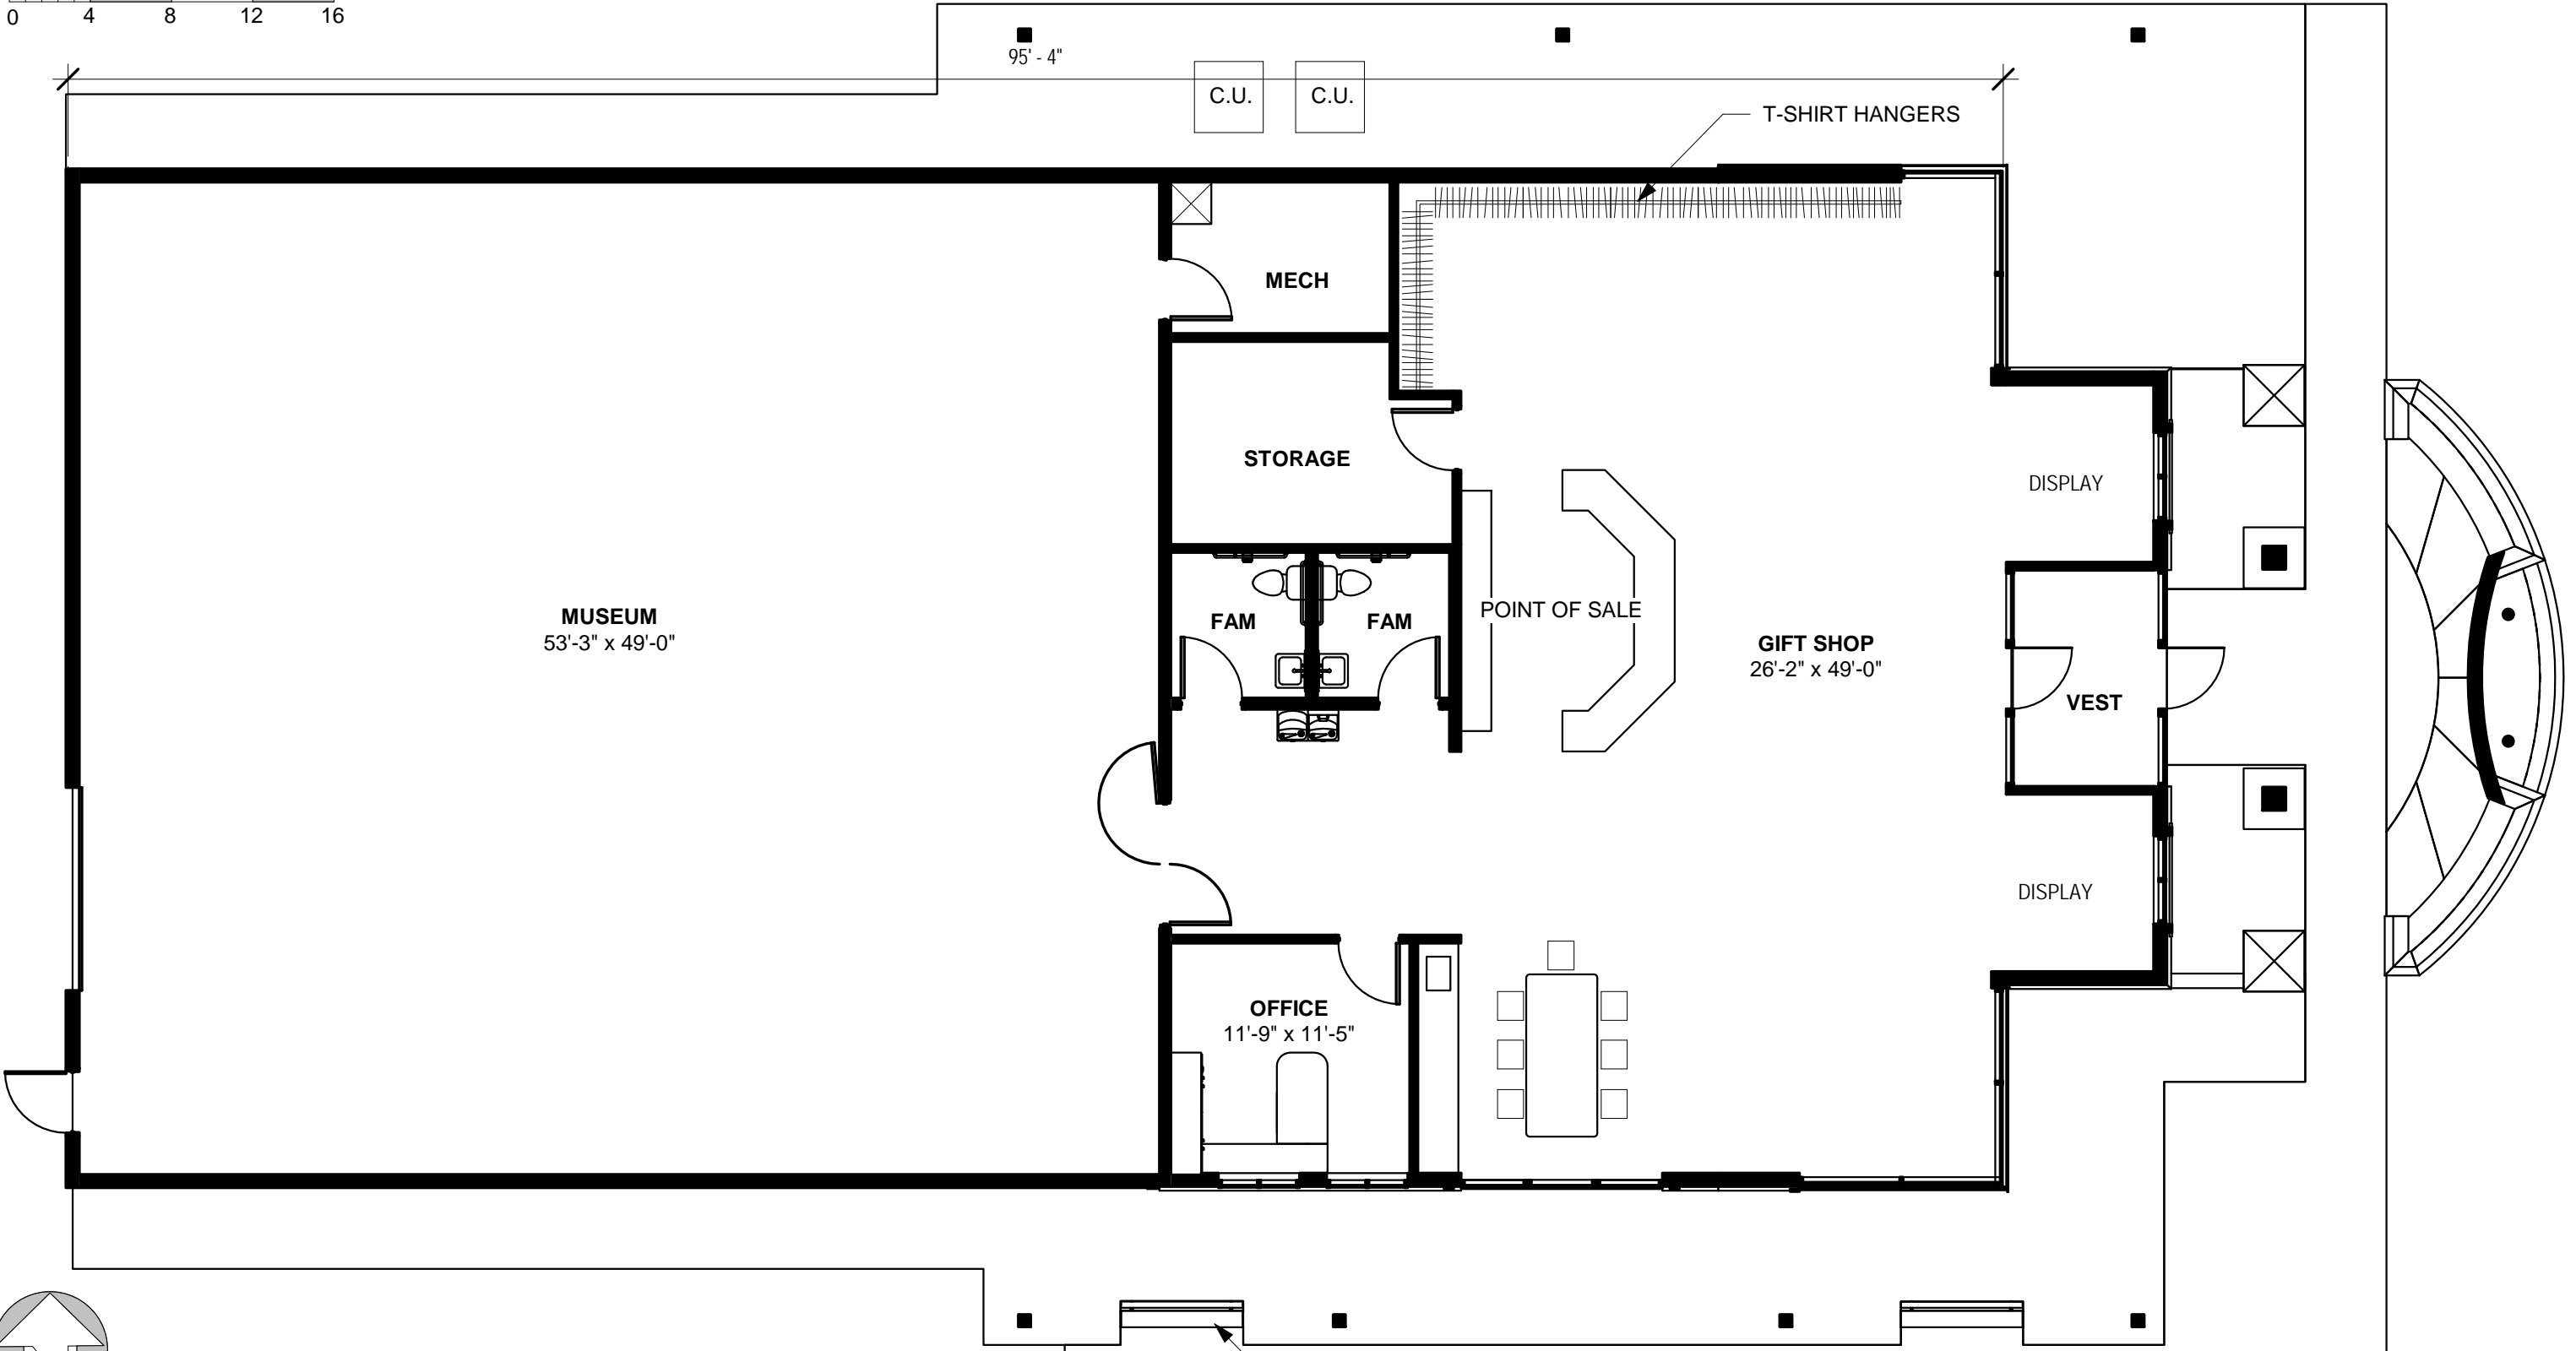 0 4 8 12 16
95' - 4"
C.U. C.U.
T-SHIRT HANGERS
MECH
STORAGE
DISPLAY
FAM FAM
POINT OF SALE
MUSEUM
53'-3" x 49'-0"
GIFT SHOP
26'-2" x 49'-0"
VEST
DISPLAY
OFFICE
11'-9" x 11'-5"